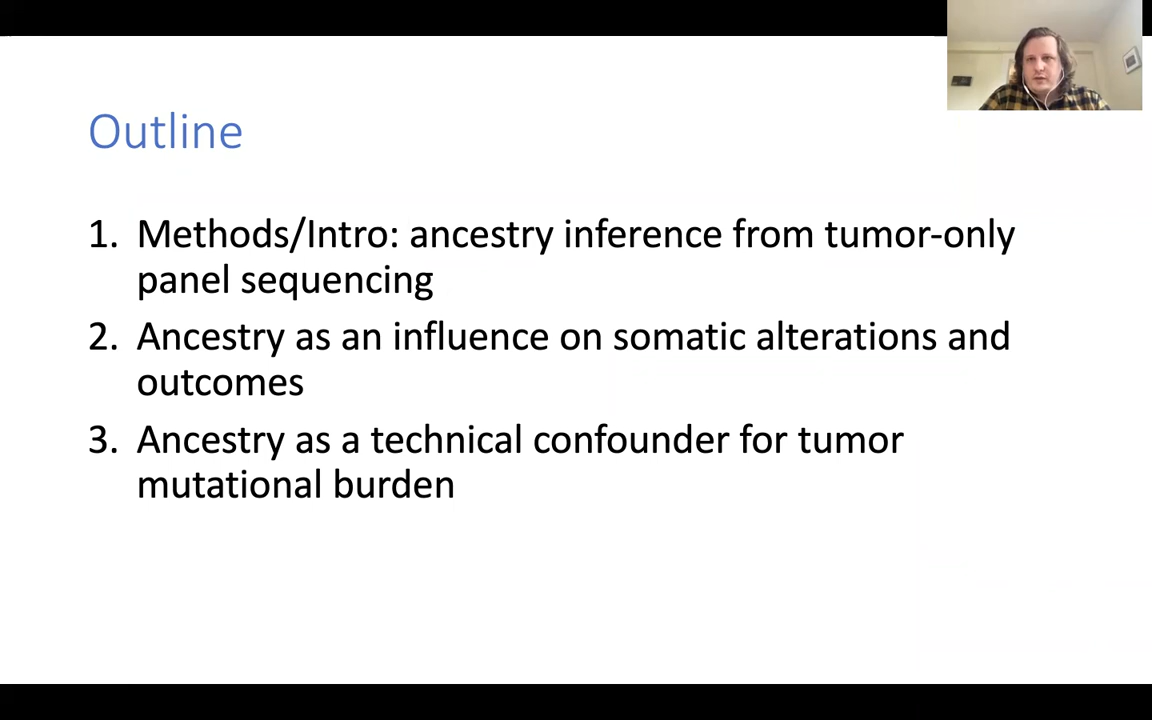 Outline
1. Methods/Intro: ancestry inference from tumor-only
panel sequencing
2. Ancestry as an influence on somatic alterations and
outcomes
3. Ancestry as a technical confounder for tumor
mutational burden